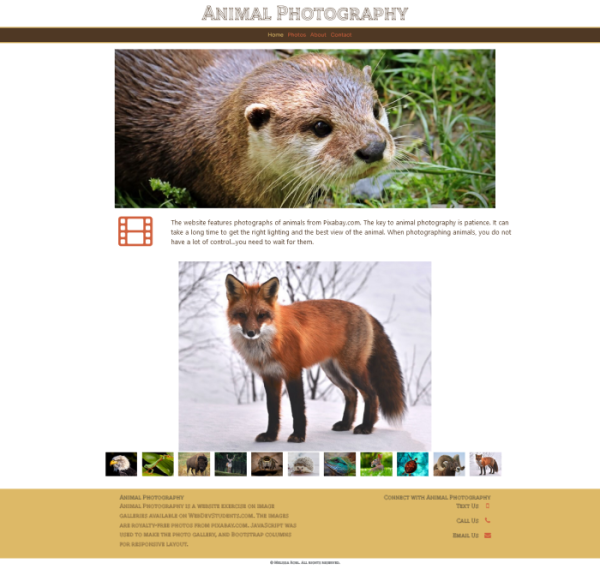 Animal Photography
Home Photos About Contact
The website features photographs of animals from Pixabay.com. The key to animal photography is patience. It can
take a long time to get the right lighting and the best view of the animal. When photographing animals, you do not
have a lot of control...you need to wait for them.
Animal Photography
Animal Photography is a website exercise on image
galleries available on WebDevStudents.com. The images
are royalty-free photos from pixabay.com. JavaScript was
used to make the photo gallery, and Bootstrap columns
for responsive layout.
Connect with Animal Photography
Text Us
Call Us
Email Us
all rights reserved.